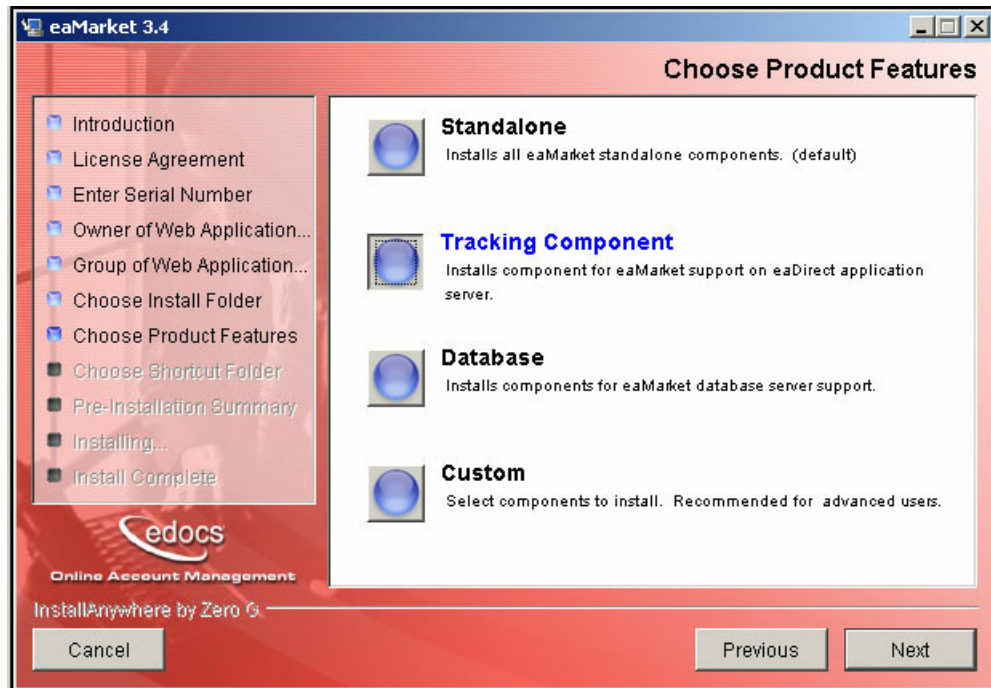 eaMarket 3.4
Choose Product Features
Introduction
License Agreement
Enter Serial Number
Owner of Web Application...
Group of Web Application...
Choose Install Folder
Choose Product Features
Choose Shortcut Folder
Pre-Installation Summary
Installing...
Install Complete
edocs
Online Account Management
Standalone
Installs all eaMarket standalone components. (default)
Tracking Component
Installs component for eaMarket support on eaDirect application
server.
Database
Installs components for eaMarket database server support.
Custom
Select components to install. Recommended for advanced users.
InstallAnywhere by Zero G
Cancel
Previous
Next